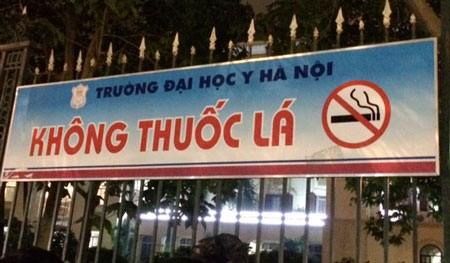 TRƯỜNG ĐẠI HỌC Y HÀ NỘI
KHÔNG THUỐC LÁ